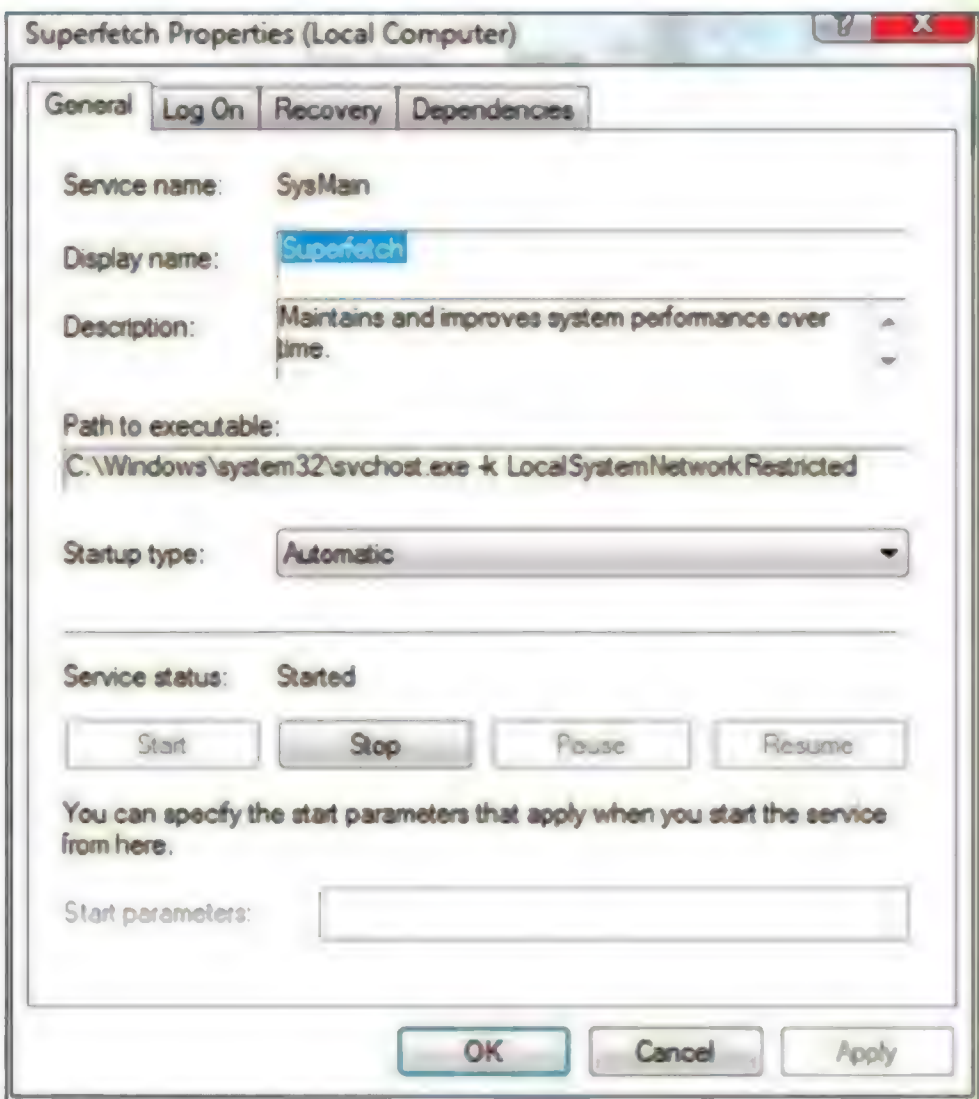 Superfetch Properties (Local Computer)
? X
General Log On Recovery Dependencies
Service name: SysMain
Display name: Superfetch
Description: Maintains and improves system performance over
time.
Path to executable:
C:\Windows\system32\svchost.exe -k LocalSystemNetworkRestricted
Startup type: Automatic
Service status: Started
Start Stop Pause Resume
You can specify the start parameters that apply when you start the service
from here.
Start parameters:
OK Cancel Apply